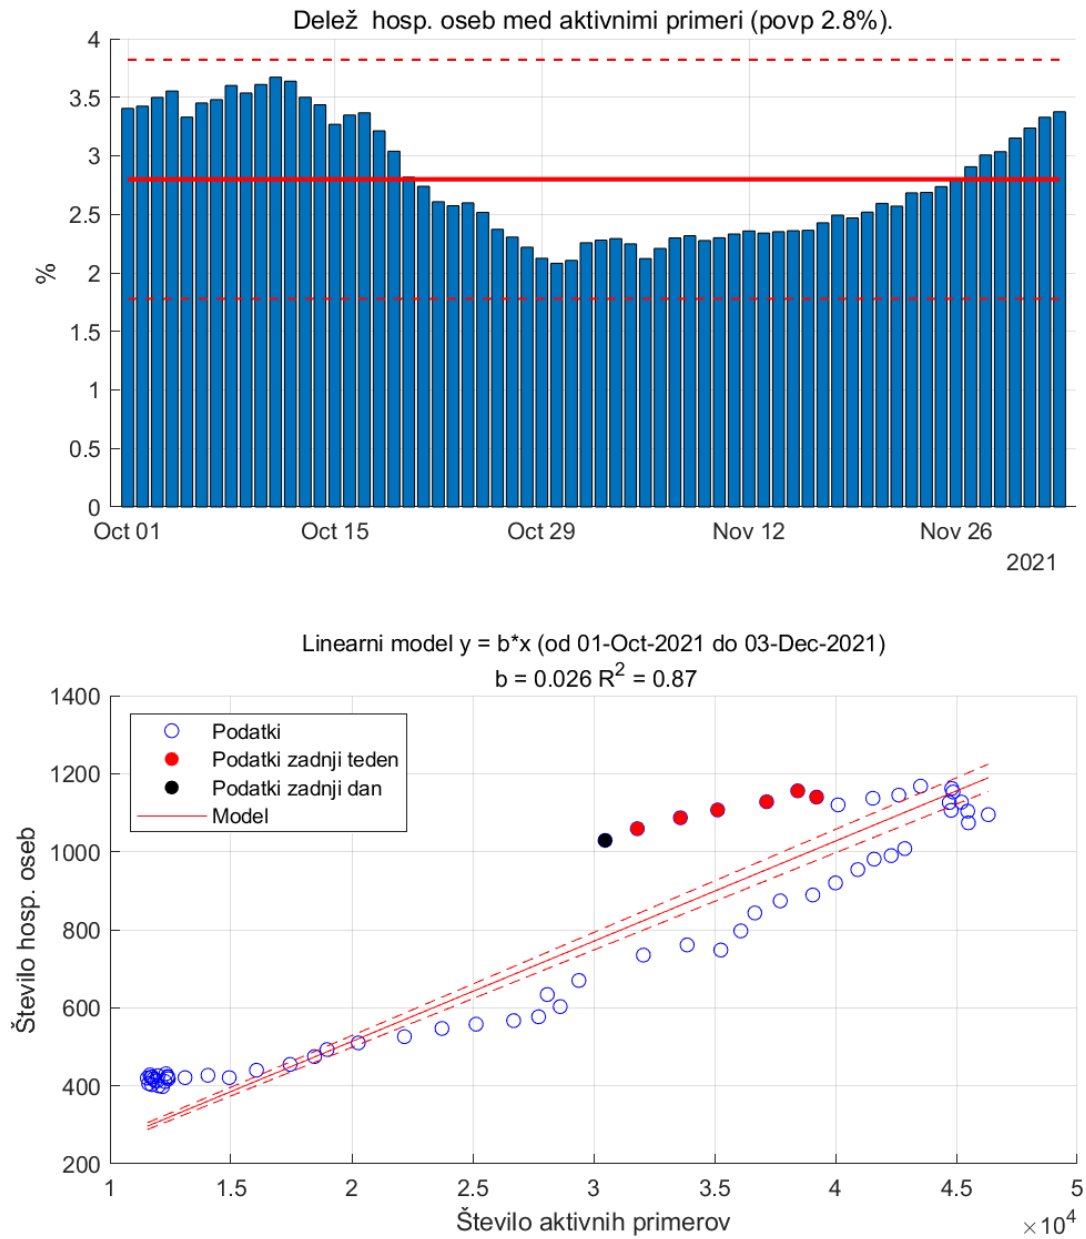 Delež  hosp. oseb med aktivnimi primeri (povp 2.8%).
4
3.5
3
2.5
2
1.5
1
0.5
0
%
Oct 01 Oct 15 Oct 29 Nov 12 Nov 26
2021
Linearni model y = b*x (od 01-Oct-2021 do 03-Dec-2021)
b = 0.026 R² = 0.87
1400
1200
1000
800
600
400
200
Število hosp. oseb
Podatki
Podatki zadnji teden
Podatki zadnji dan
Model
1 1.5 2 2.5 3 3.5 4 4.5 5
Število aktivnih primerov
×10⁴